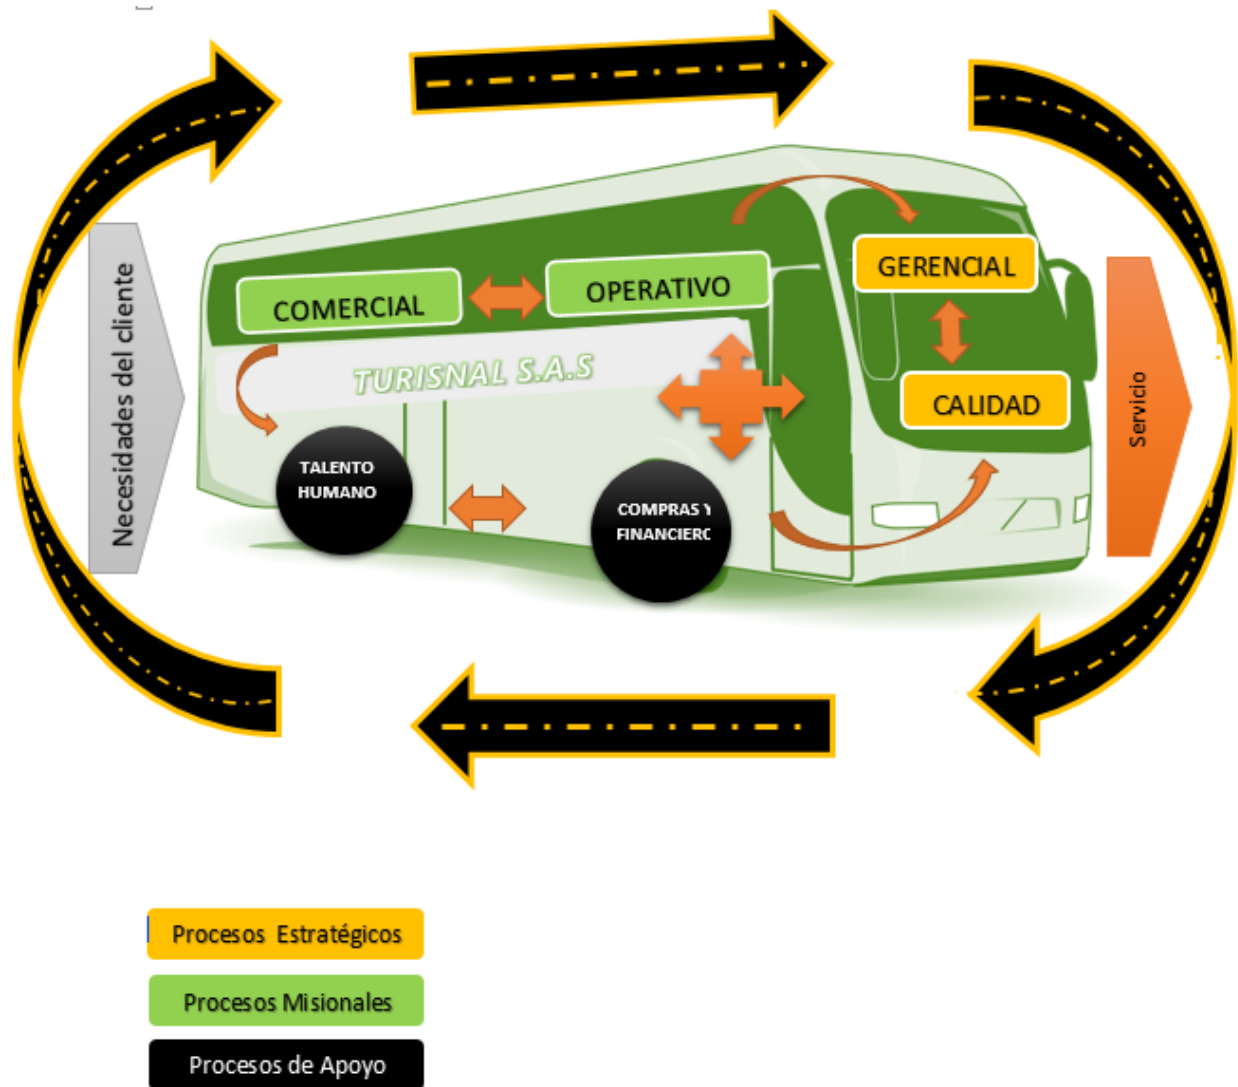 Necesidades del cliente
COMERCIAL
OPERATIVO
GERENCIAL
CALIDAD
TURISNAL S.A.S
TALENTO
HUMANO
COMPRAS Y
FINANCIERO
Servicio
Procesos Estratégicos
Procesos Misionales
Procesos de Apoyo